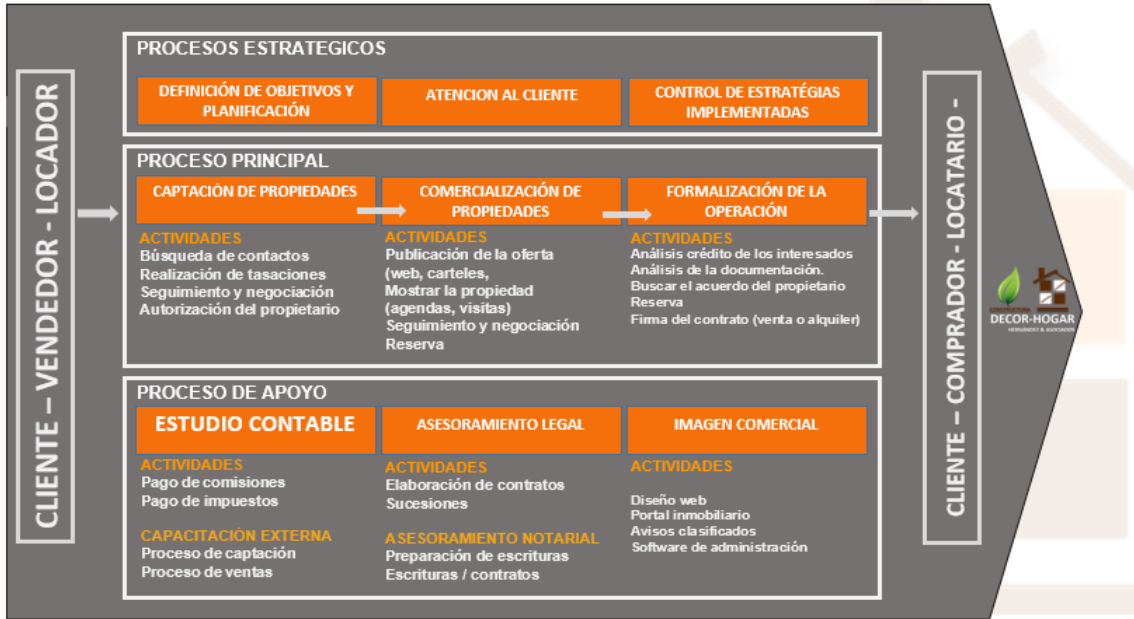 CLIENTE – VENDEDOR - LOCADOR
PROCESOS ESTRATEGICOS
DEFINICIÓN DE OBJETIVOS Y
PLANIFICACIÓN
ATENCION AL CLIENTE
CONTROL DE ESTRATÉGIAS
IMPLEMENTADAS
PROCESO PRINCIPAL
CAPTACIÓN DE PROPIEDADES
ACTIVIDADES
Búsqueda de contactos
Realización de tasaciones
Seguimiento y negociación
Autorización del propietario
COMERCIALIZACIÓN DE
PROPIEDADES
ACTIVIDADES
Publicación de la oferta
(web, carteles,
Mostrar la propiedad
(agendas, visitas)
Seguimiento y negociación
Reserva
FORMALIZACIÓN DE LA
OPERACIÓN
ACTIVIDADES
Análisis crédito de los interesados
Análisis de la documentación.
Buscar el acuerdo del propietario
Reserva
Firma del contrato (venta o alquiler)
PROCESO DE APOYO
ESTUDIO CONTABLE
ACTIVIDADES
Pago de comisiones
Pago de impuestos
CAPACITACIÓN EXTERNA
Proceso de captación
Proceso de ventas
ASESORAMIENTO LEGAL
ACTIVIDADES
Elaboración de contratos
Sucesiones
ASESORAMIENTO NOTARIAL
Preparación de escrituras
Escrituras / contratos
IMAGEN COMERCIAL
ACTIVIDADES
Diseño web
Portal inmobiliario
Avisos clasificados
Software de administración
CLIENTE – COMPRADOR - LOCATARIO -
CONSTRUCTORA
DECOR-HOGAR
HERNÁNDEZ & ASOCIADOS